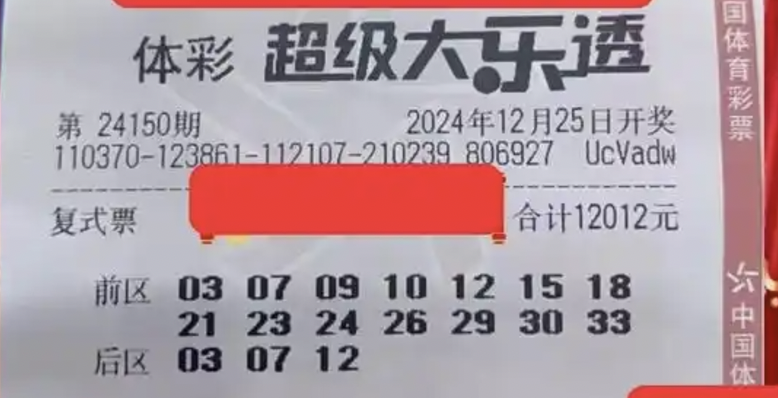 体彩 超级大乐透
第 24150期 2024年12月25日开奖
110370-123861-112107-210239 806927 UcVadw
复式票 合计12012元
前区 03 07 09 10 12 15 18
21 23 24 26 29 30 33
后区 03 07 12
国体育彩票
中国体